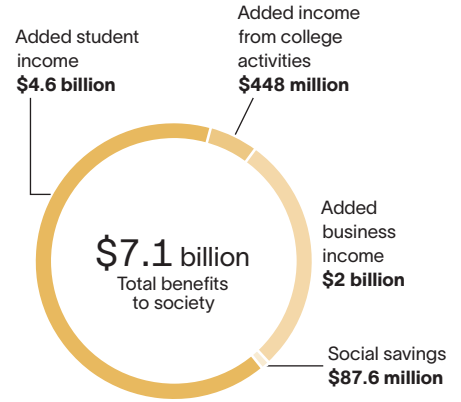 Added student
income
$4.6 billion
Added income
from college
activities
$448 million
$7.1 billion
Total benefits
to society
Added
business
income
$2 billion
Social savings
$87.6 million